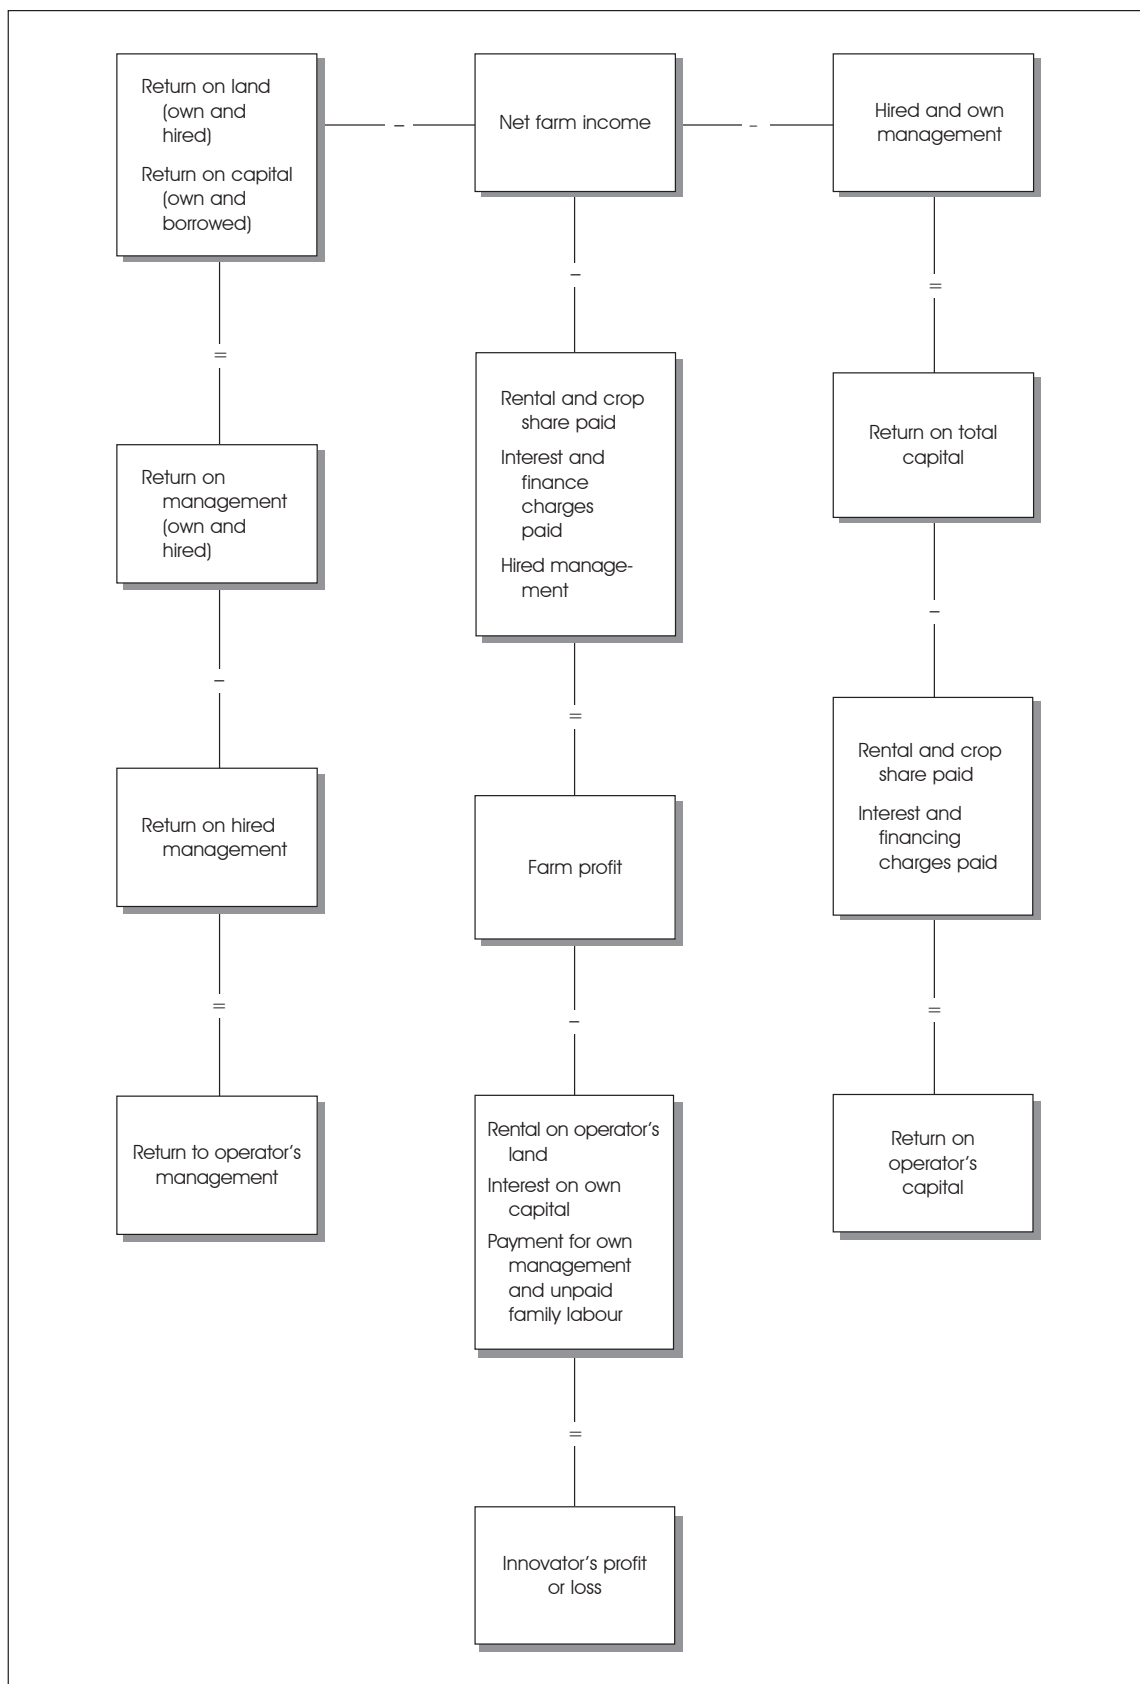 Return on land
(own and
hired)
Return on capital
(own and
borrowed)
–
Net farm income
–
Hired and own
management
=
Return on
management
(own and
hired)
–
Return on hired
management
=
Return to operator's
management
–
Rental and crop
share paid
Interest and
finance
charges
paid
Hired manage-
ment
=
Farm profit
–
Rental on operator's
land
Interest on own
capital
Payment for own
management
and unpaid
family labour
=
Innovator's profit
or loss
=
Return on total
capital
–
Rental and crop
share paid
Interest and
financing
charges paid
=
Return on
operator's
capital